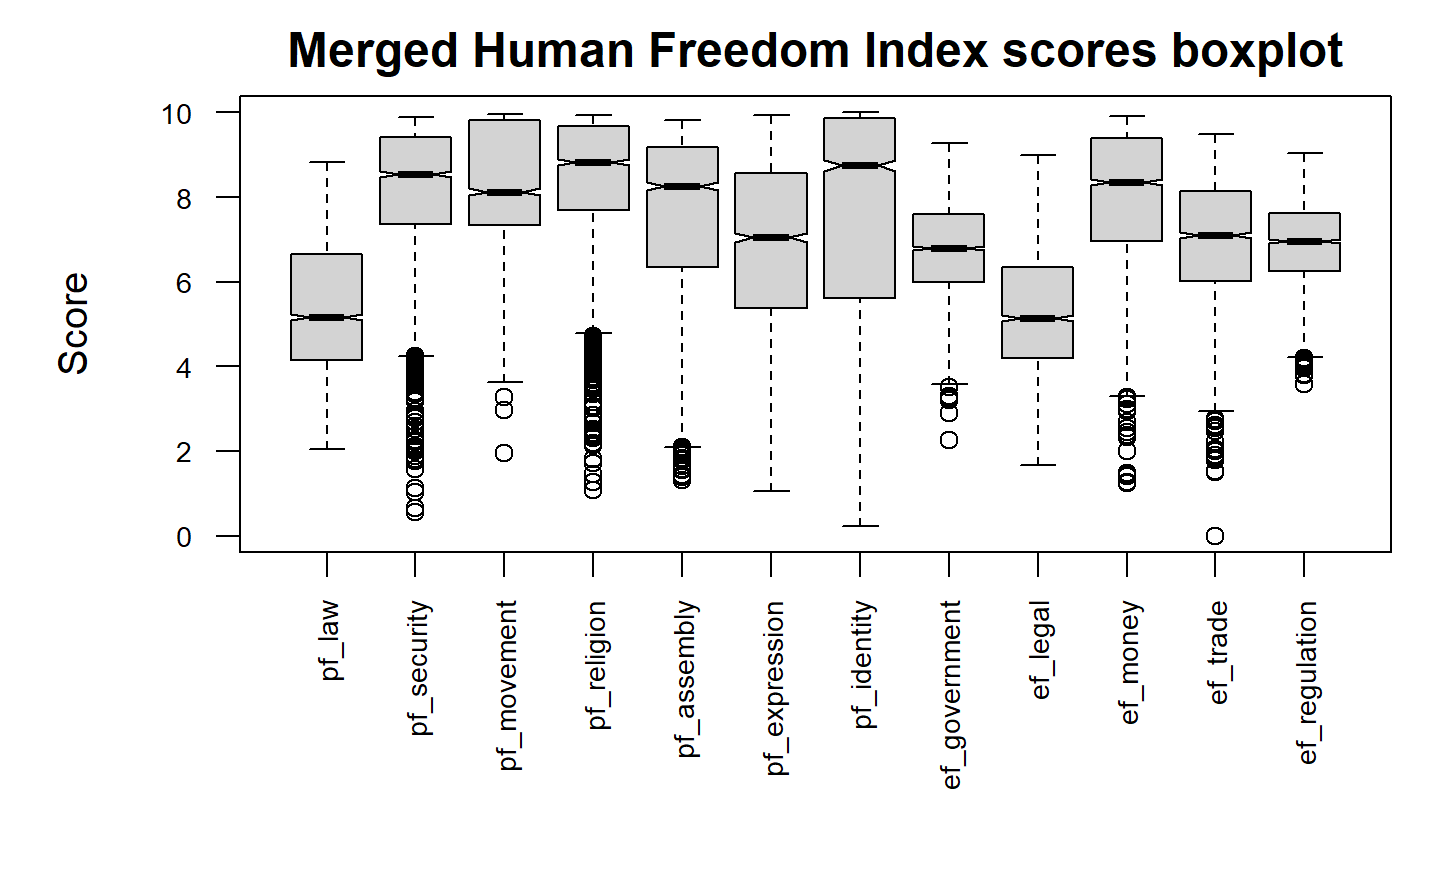 Merged Human Freedom Index scores boxplot
Score
10
8
6
4
2
0
pf_law
pf_security
pf_movement
pf_religion
pf_assembly
pf_expression
pf_identity
ef_government
ef_legal
ef_money
ef_trade
ef_regulation